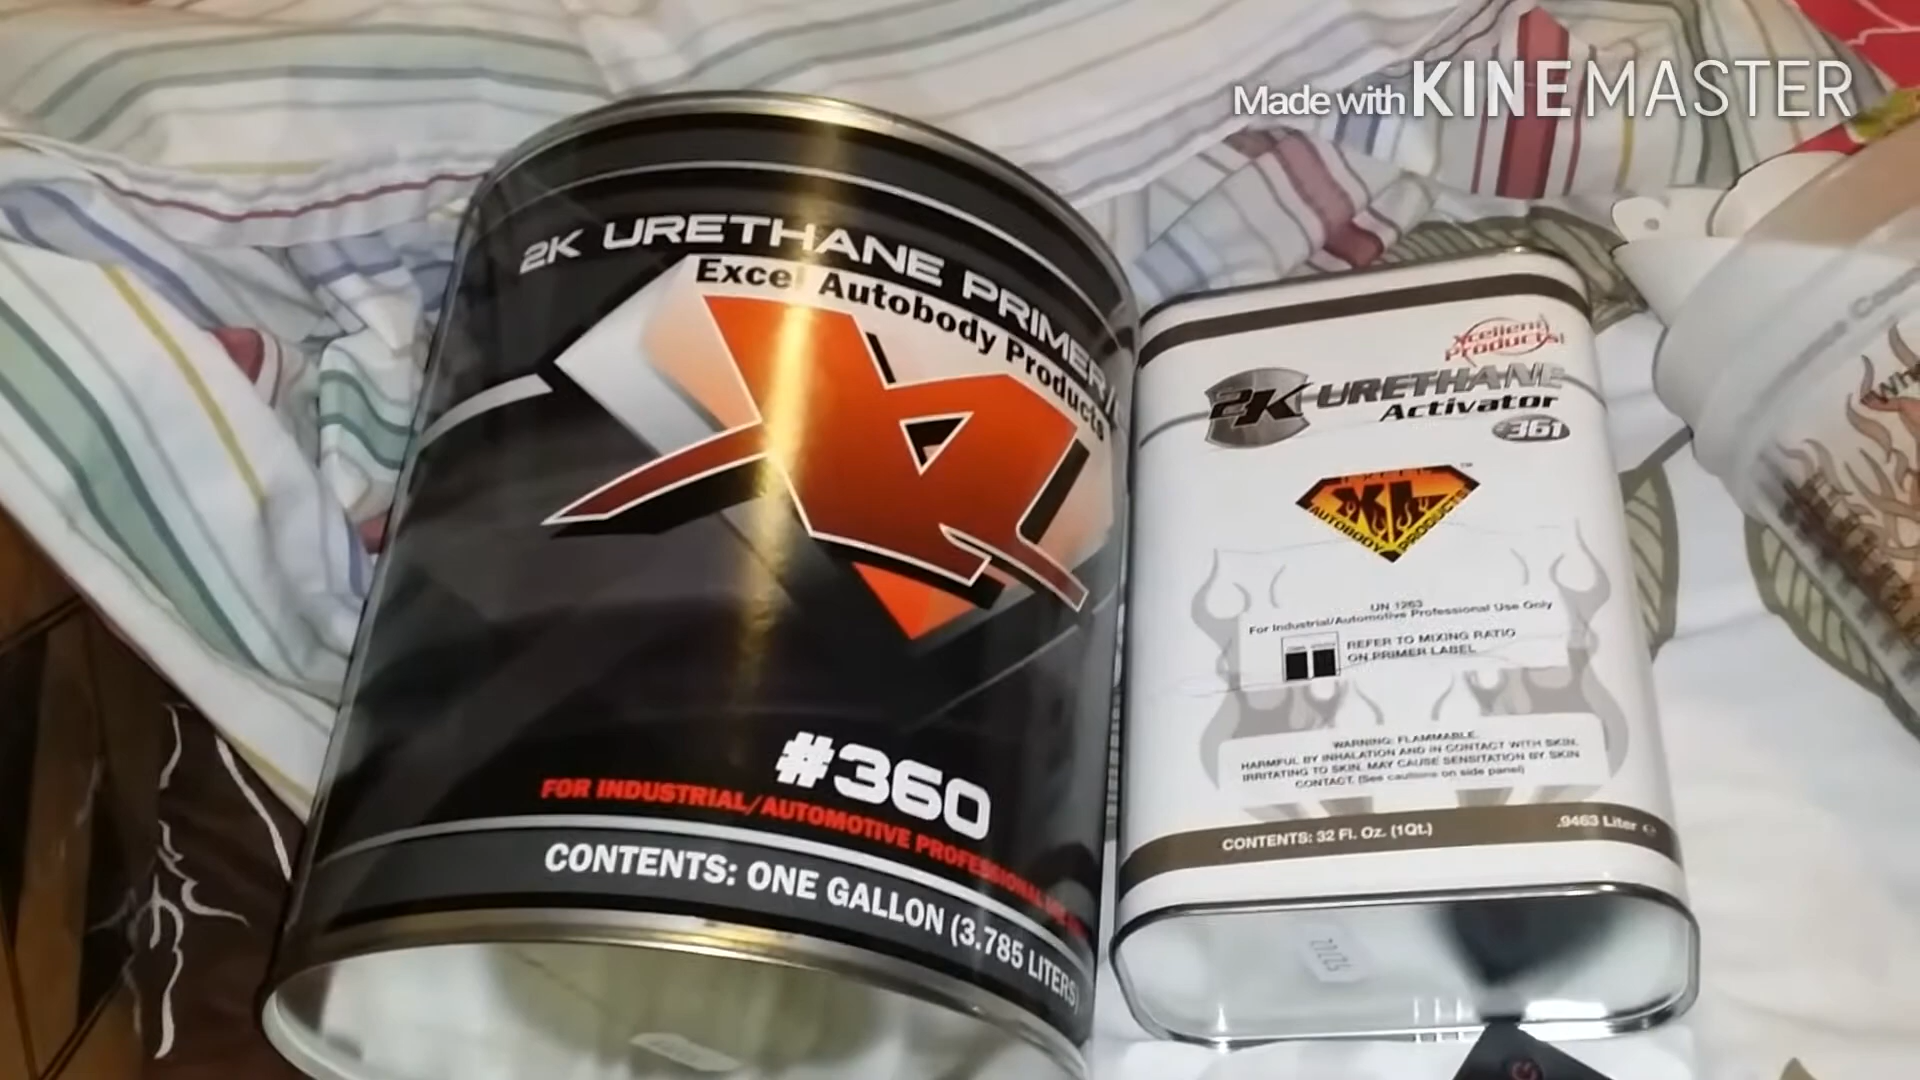 Made with KINEMASTER
2K URETHANE PRIMER/
Excel Autobody Products
#360
FOR INDUSTRIAL/AUTOMOTIVE PROFESSIONAL
CONTENTS: ONE GALLON (3.785 LITERS)
Xcellent
Products!
2K URETHANE
Activator
#361
XL
AUTOBODY PRODUCTS
™
UN 1263
For Industrial/Automotive Professional Use Only
REFER TO MIXING RATIO
ON PRIMER LABEL
WARNING: FLAMMABLE.
HARMFUL BY INHALATION AND IN CONTACT WITH SKIN.
IRRITATING TO SKIN. MAY CAUSE SENSITATION BY SKIN
CONTACT. (See cautions on side panel)
CONTENTS: 32 Fl. Oz. (1Qt.) .9463 Liter e